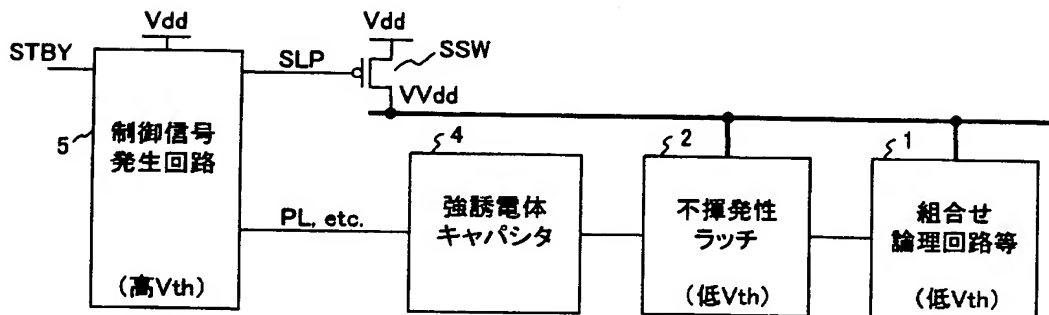 Vdd
STBY
5
制御信号
発生回路
(高Vth)
SLP
PL, etc.
Vdd
SSW
VVdd
4
強誘電体
キャパシタ
2
不揮発性
ラッチ
(低Vth)
1
組合せ
論理回路等
(低Vth)